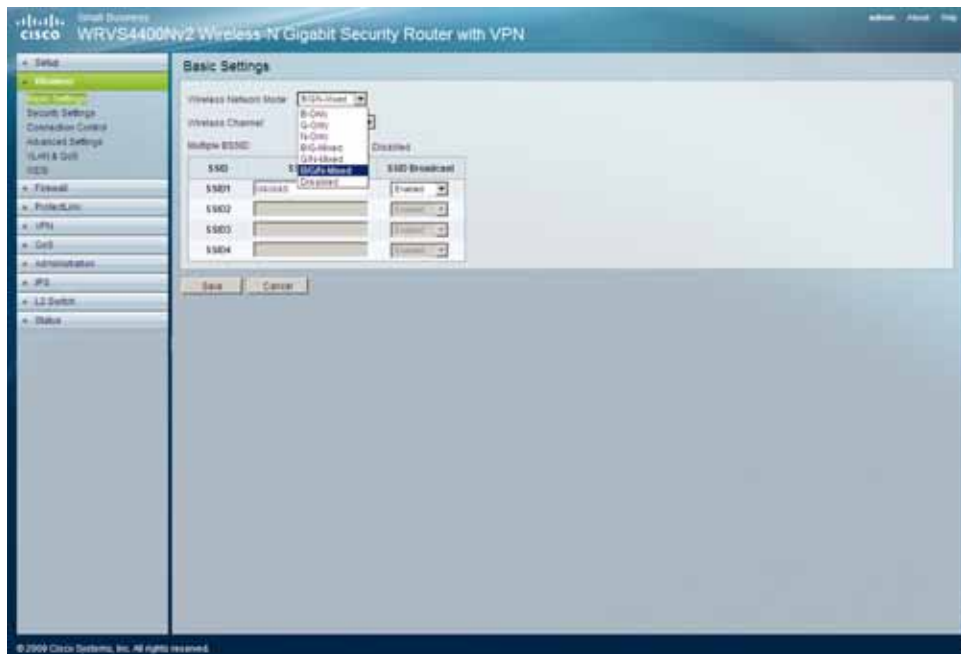 Small Business
CISCO WRVS4400Nv2 Wireless-N Gigabit Security Router with VPN
admin About Help
Setup
Wireless
Basic Settings
Security Settings
Connection Control
Advanced Settings
VLAN & QoS
WDS
Firewall
ProtectLink
VPN
QoS
Administration
IPS
L2 Switch
Status
Basic Settings
Wireless Network Mode B/G/N-Mixed
B-Only
G-Only
N-Only
B/G-Mixed
G/N-Mixed
B/G/N-Mixed
Disabled
Wireless Channel
Multiple BSSID Disabled
SSID S SSID Broadcast
SSID1 Enabled
SSID2 Enabled
SSID3 Enabled
SSID4 Enabled
Save Cancel
© 2009 Cisco Systems, Inc. All rights reserved.